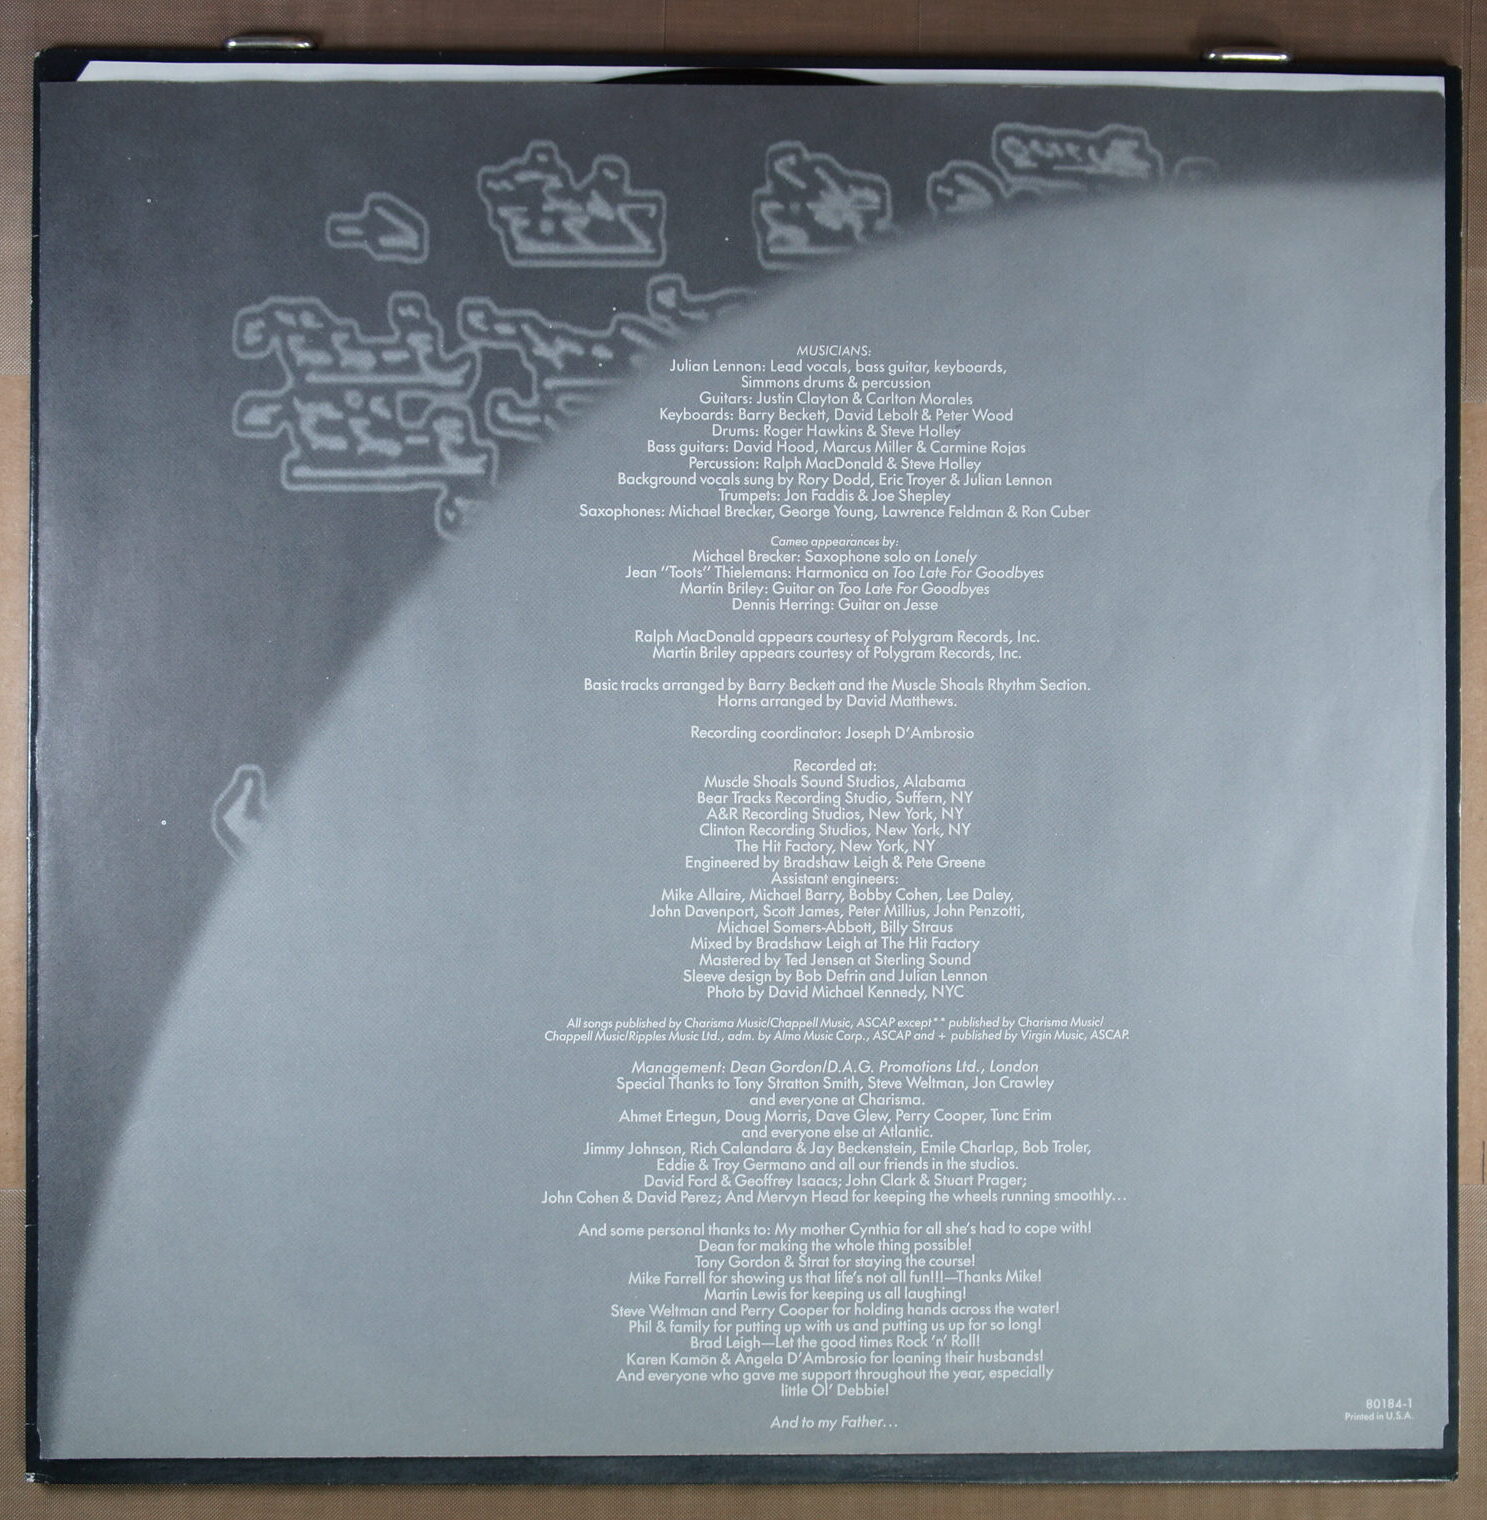 MUSICIANS:
Julian Lennon: Lead vocals, bass guitar, keyboards,
Simmons drums & percussion
Guitars: Justin Clayton & Carlton Morales
Keyboards: Barry Beckett, David Lebolt & Peter Wood
Drums: Roger Hawkins & Steve Holley
Bass guitars: David Hood, Marcus Miller & Carmine Rojas
Percussion: Ralph MacDonald & Steve Holley
Background vocals sung by Rory Dodd, Eric Troyer & Julian Lennon
Trumpets: Jon Faddis & Joe Shepley
Saxophones: Michael Brecker, George Young, Lawrence Feldman & Ron Cuber
Cameo appearances by:
Michael Brecker: Saxophone solo on Lonely
Jean "Toots" Thielemans: Harmonica on Too Late For Goodbyes
Martin Briley: Guitar on Too Late For Goodbyes
Dennis Herring: Guitar on Jesse
Ralph MacDonald appears courtesy of Polygram Records, Inc.
Martin Briley appears courtesy of Polygram Records, Inc.
Basic tracks arranged by Barry Beckett and the Muscle Shoals Rhythm Section.
Horns arranged by David Matthews.
Recording coordinator: Joseph D'Ambrosio
Recorded at:
Muscle Shoals Sound Studios, Alabama
Bear Tracks Recording Studio, Suffern, NY
A&R Recording Studios, New York, NY
Clinton Recording Studios, New York, NY
The Hit Factory, New York, NY
Engineered by Bradshaw Leigh & Pete Greene
Assistant engineers:
Mike Allaire, Michael Barry, Bobby Cohen, Lee Daley,
John Davenport, Scott James, Peter Millius, John Penzotti,
Michael Somers-Abbott, Billy Straus
Mixed by Bradshaw Leigh at The Hit Factory
Mastered by Ted Jensen at Sterling Sound
Sleeve design by Bob Defrin and Julian Lennon
Photo by David Michael Kennedy, NYC
All songs published by Charisma Music/Chappell Music, ASCAP except** published by Charisma Music/
Chappell Music/Ripples Music Ltd., adm. by Almo Music Corp., ASCAP and + published by Virgin Music, ASCAP.
Management: Dean Gordon/D.A.G. Promotions Ltd., London
Special Thanks to Tony Stratton Smith, Steve Weltman, Jon Crawley
and everyone at Charisma.
Ahmet Ertegun, Doug Morris, Dave Glew, Perry Cooper, Tunc Erim
and everyone else at Atlantic.
Jimmy Johnson, Rich Calandara & Jay Beckenstein, Emile Charlap, Bob Troler,
Eddie & Troy Germano and all our friends in the studios.
David Ford & Geoffrey Isaacs; John Clark & Stuart Prager;
John Cohen & David Perez; And Mervyn Head for keeping the wheels running smoothly...
And some personal thanks to: My mother Cynthia for all she's had to cope with!
Dean for making the whole thing possible!
Tony Gordon & Strat for staying the course!
Mike Farrell for showing us that life's not all fun!!!—Thanks Mike!
Martin Lewis for keeping us all laughing!
Steve Weltman and Perry Cooper for holding hands across the water!
Phil & family for putting up with us and putting us up for so long!
Brad Leigh—Let the good times Rock 'n' Roll!
Karen Kamön & Angela D'Ambrosio for loaning their husbands!
And everyone who gave me support throughout the year, especially
little Ol' Debbie!
And to my Father...
80184-1
Printed in U.S.A.